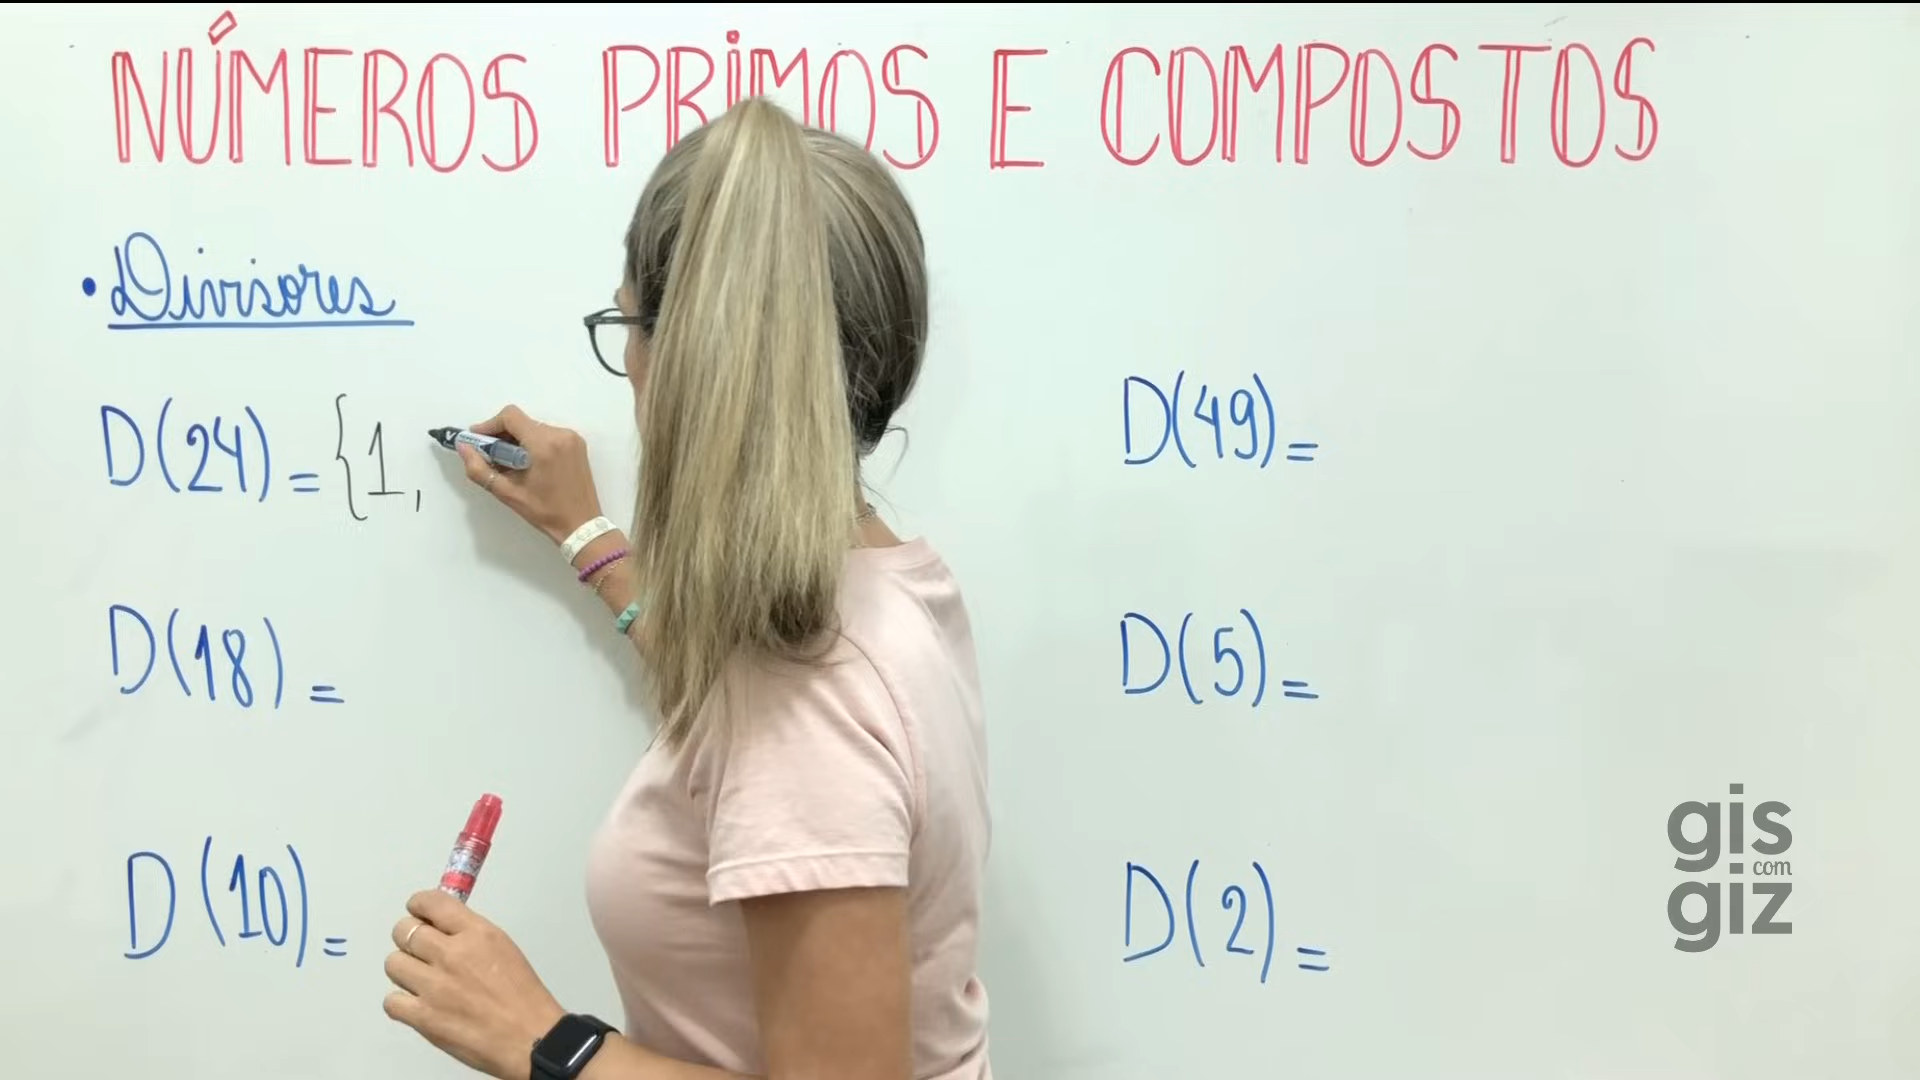 NÚMEROS PRIMOS E COMPOSTOS
• Divisores
D(24) = {1,
D(18) =
D(10) =
D(49) =
D(5) =
D(2) =
gis
com
giz